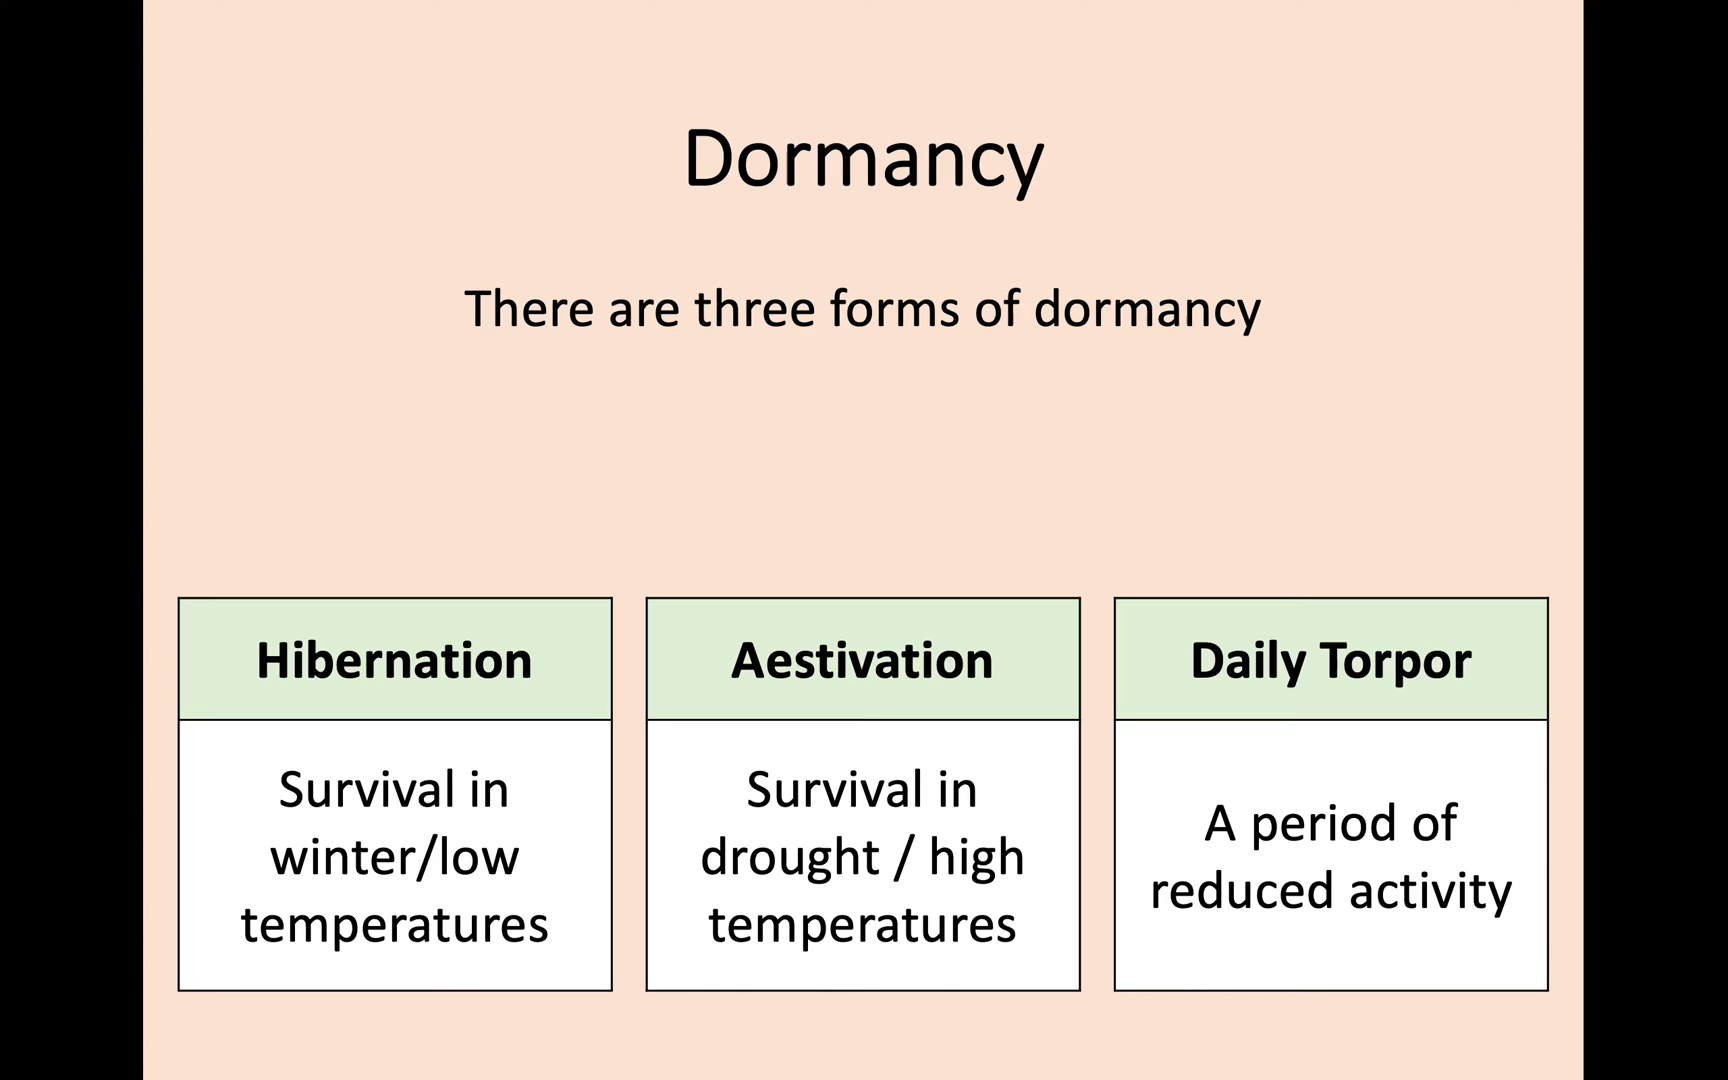 Dormancy
There are three forms of dormancy
Hibernation
Survival in
winter/low
temperatures
Aestivation
Survival in
drought / high
temperatures
Daily Torpor
A period of
reduced activity